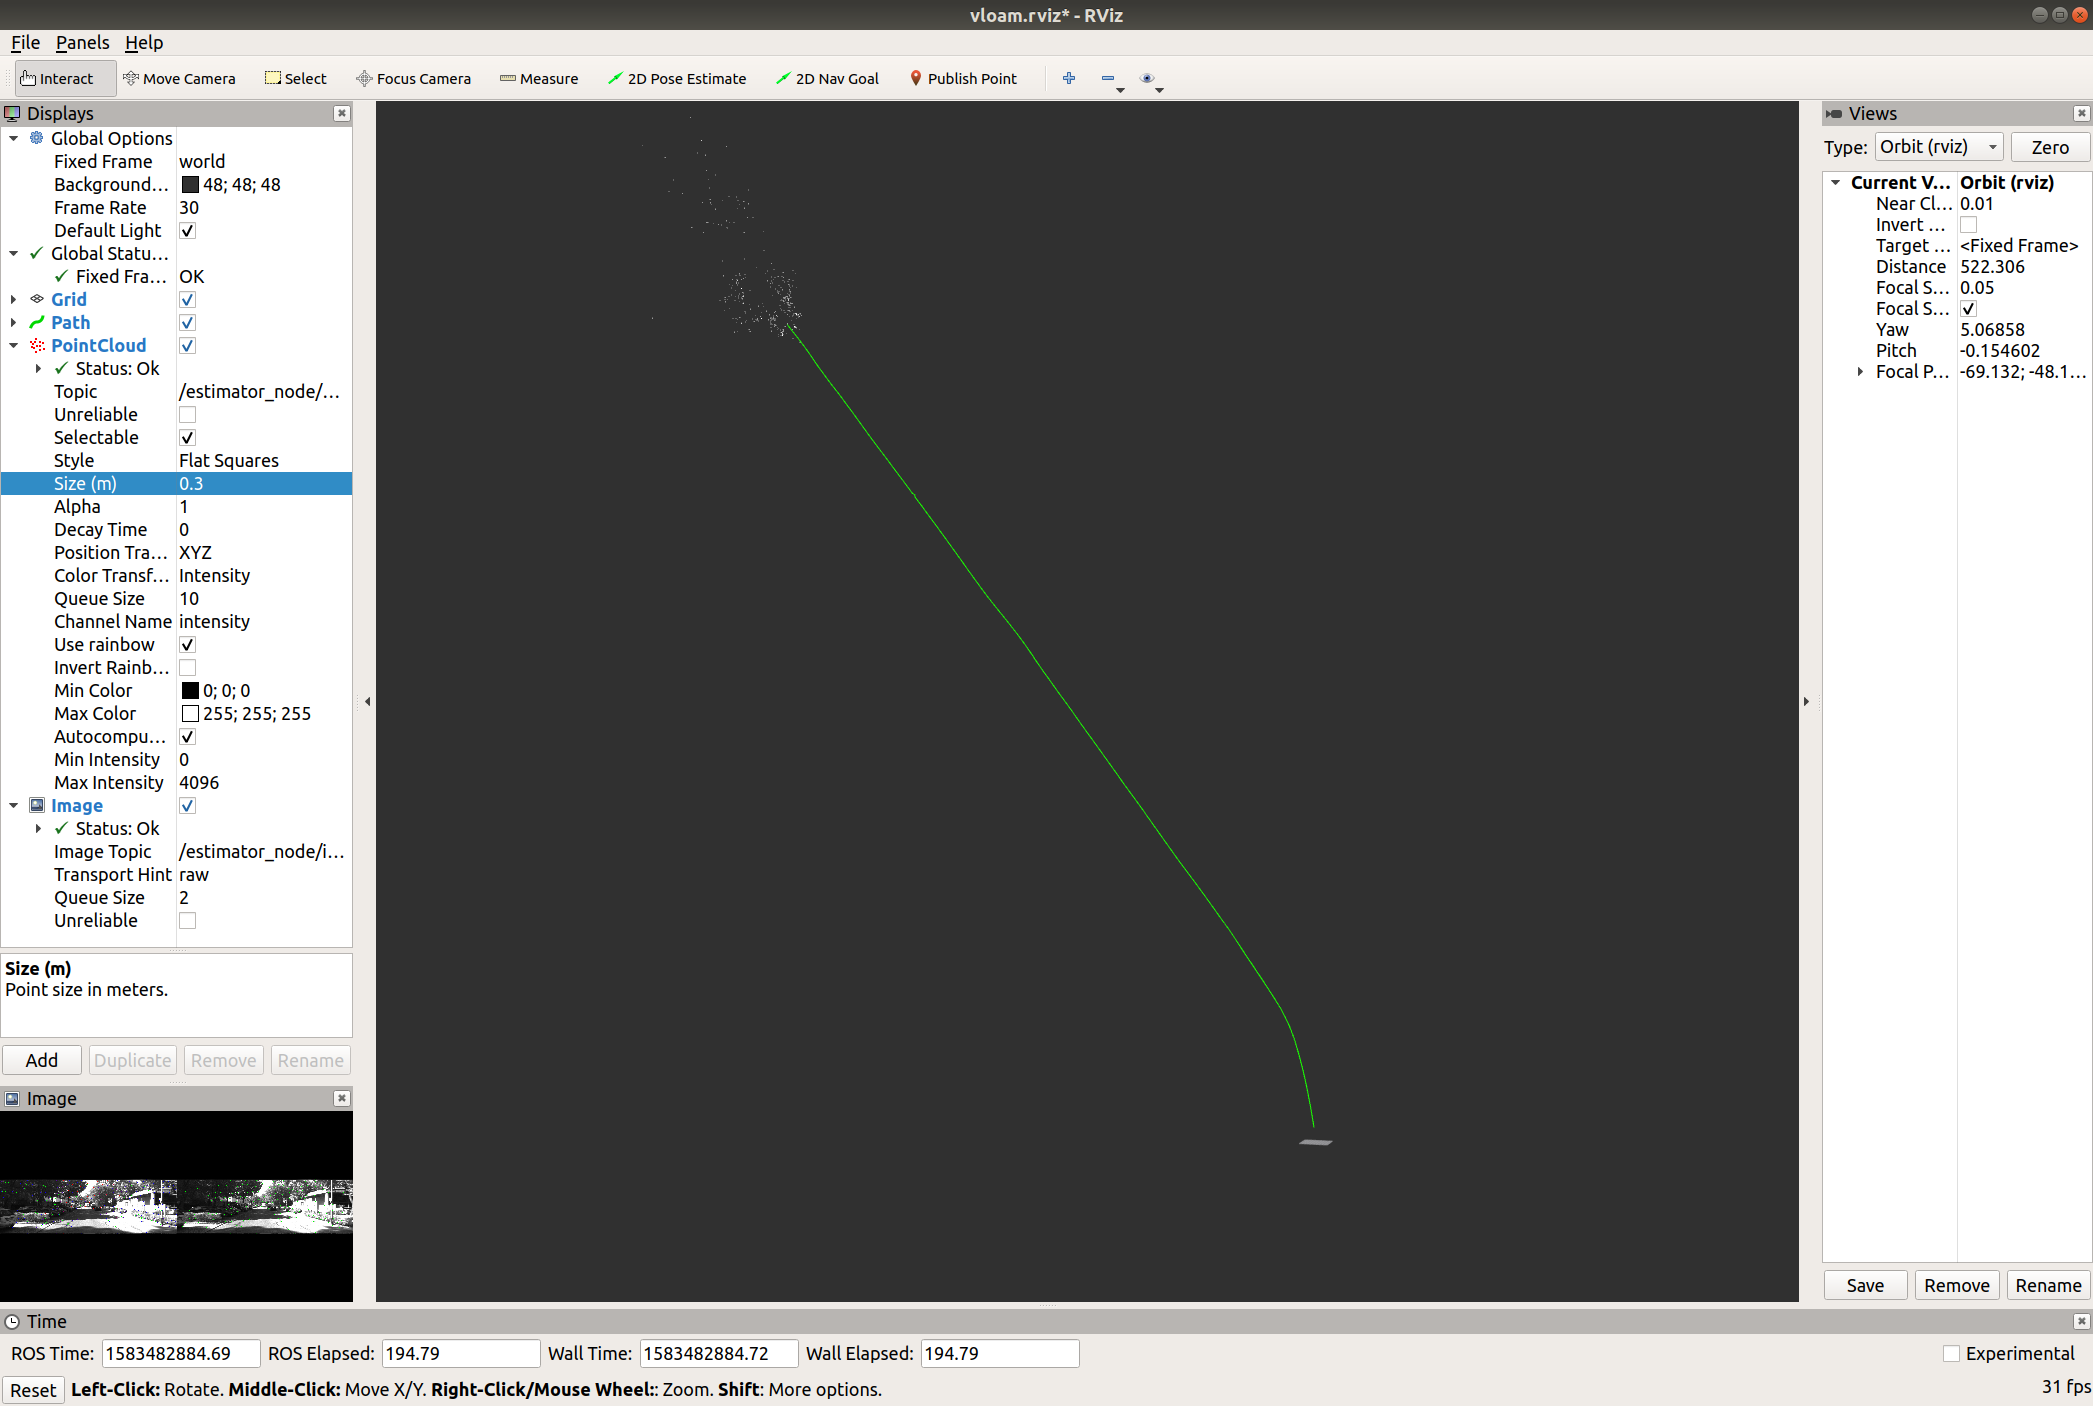 vloam.rviz* - RViz
File Panels Help
Interact Move Camera Select Focus Camera Measure 2D Pose Estimate 2D Nav Goal Publish Point
Displays
Global Options
Fixed Frame world
Background... 48; 48; 48
Frame Rate 30
Default Light
Global Statu...
Fixed Fra... OK
Grid
Path
PointCloud
Status: Ok
Topic /estimator_node/...
Unreliable
Selectable
Style Flat Squares
Size (m) 0.3
Alpha 1
Decay Time 0
Position Tra... XYZ
Color Transf... Intensity
Queue Size 10
Channel Name intensity
Use rainbow
Invert Rainb...
Min Color 0; 0; 0
Max Color 255; 255; 255
Autocompu...
Min Intensity 0
Max Intensity 4096
Image
Status: Ok
Image Topic /estimator_node/i...
Transport Hint raw
Queue Size 2
Unreliable
Size (m)
Point size in meters.
Add Duplicate Remove Rename
Image
Views
Type: Orbit (rviz) Zero
Current V... Orbit (rviz)
Near Cl... 0.01
Invert ...
Target ... <Fixed Frame>
Distance 522.306
Focal S... 0.05
Focal S...
Yaw 5.06858
Pitch -0.154602
Focal P... -69.132; -48.1...
Save Remove Rename
Time
ROS Time: 1583482884.69 ROS Elapsed: 194.79 Wall Time: 1583482884.72 Wall Elapsed: 194.79 Experimental
Reset Left-Click: Rotate. Middle-Click: Move X/Y. Right-Click/Mouse Wheel:: Zoom. Shift: More options. 31 fps